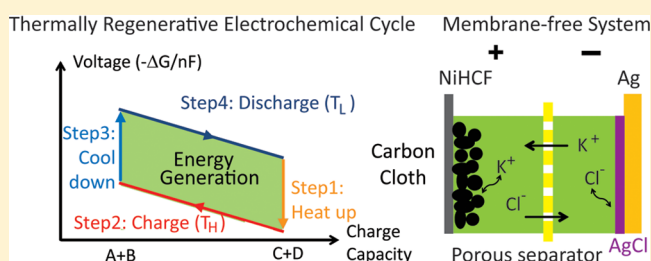 Thermally Regenerative Electrochemical Cycle
Voltage (-ΔG/nF)
Step4: Discharge (T_L)
Step3:
Cool
down
Energy
Generation
Step1:
Heat up
Step2: Charge (T_H)
Charge
Capacity
A+B
C+D
Membrane-free System
+
−
NiHCF
Ag
Carbon
Cloth
K⁺
K⁺
Cl⁻
Cl⁻
AgCl
Porous separator